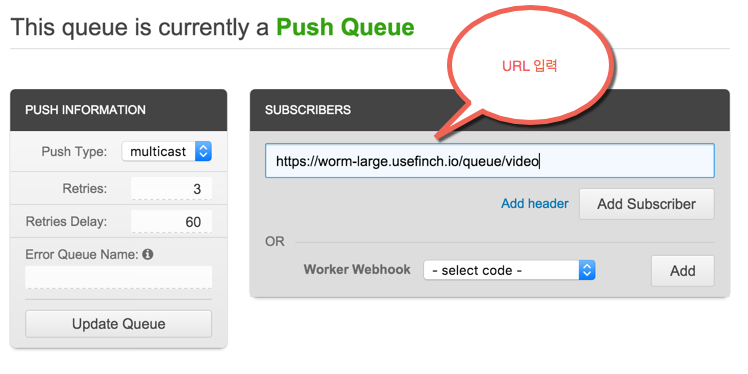 This queue is currently a Push Queue
URL 입력
PUSH INFORMATION
Push Type: multicast
Retries: 3
Retries Delay: 60
Error Queue Name:
Update Queue
SUBSCRIBERS
https://worm-large.usefinch.io/queue/video
Add header Add Subscriber
OR
Worker Webhook - select code - Add